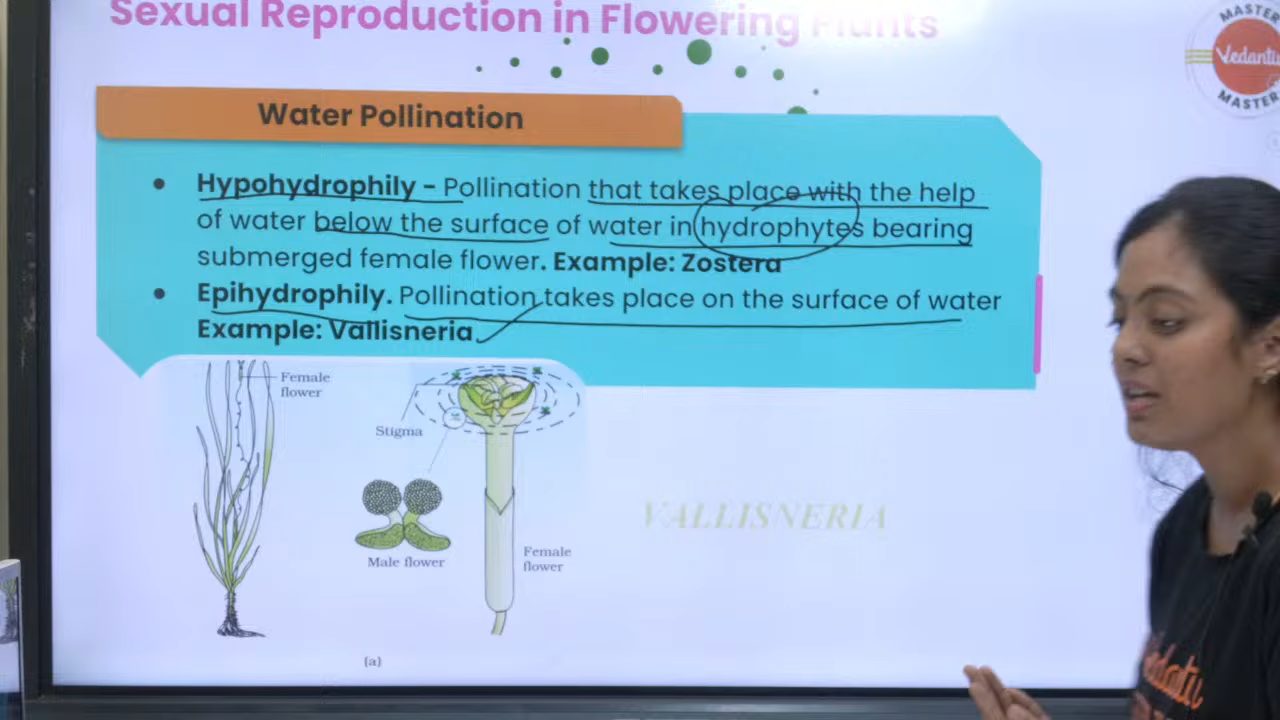 Sexual Reproduction in Flowering Plants
MASTER
Vedantu
MASTER
Water Pollination
• Hypohydrophily - Pollination that takes place with the help
of water below the surface of water in hydrophytes bearing
submerged female flower. Example: Zostera
• Epihydrophily. Pollination takes place on the surface of water
Example: Vallisneria
Female
flower
Stigma
Male flower
Female
flower
VALLISNERIA
(a)
Vedantu